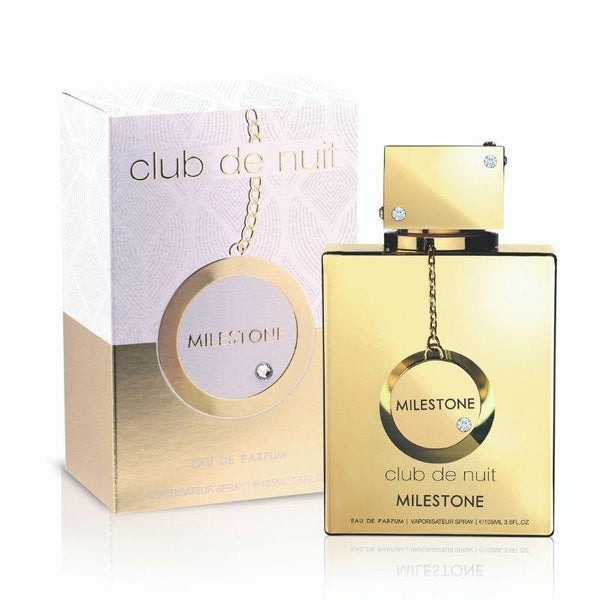 club de nuit
MILESTONE
EAU DE PARFUM
VAPORISATEUR SPRAY | ℮105ML 3.6FL.O
MILESTONE
club de nuit
MILESTONE
EAU DE PARFUM | VAPORISATEUR SPRAY | ℮105ML 3.6FL.OZ